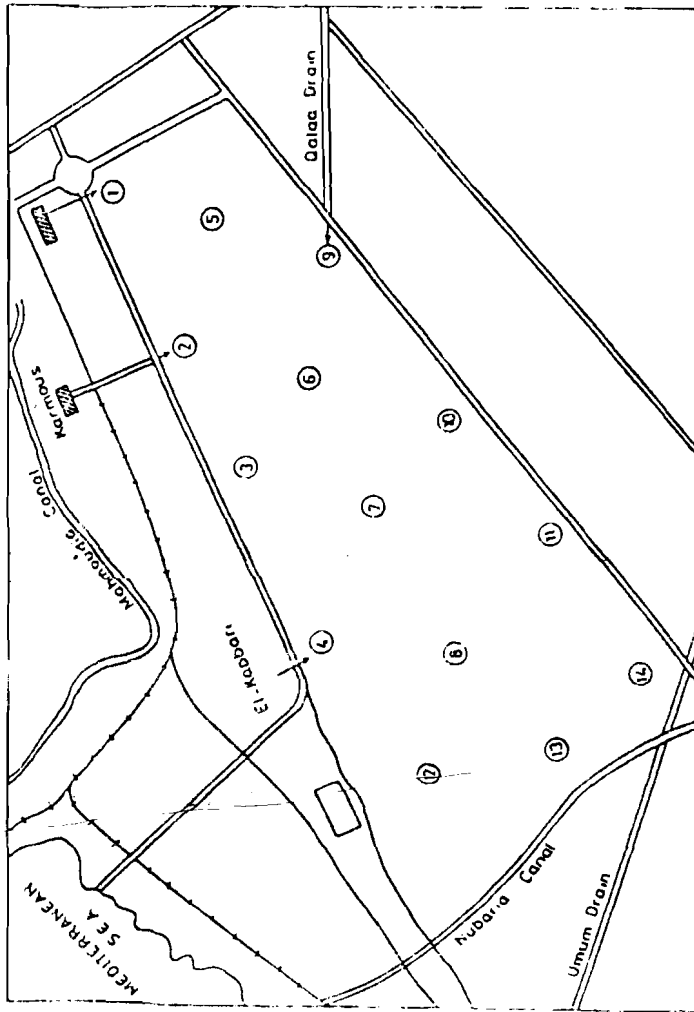 MEDITERRANEAN
SEA
Mahmoudia Canal
Karmous
El-Kabbari
Qalaa Drain
Nubaria Canal
Umum Drain
1
2
3
4
5
6
7
8
9
10
11
12
13
14